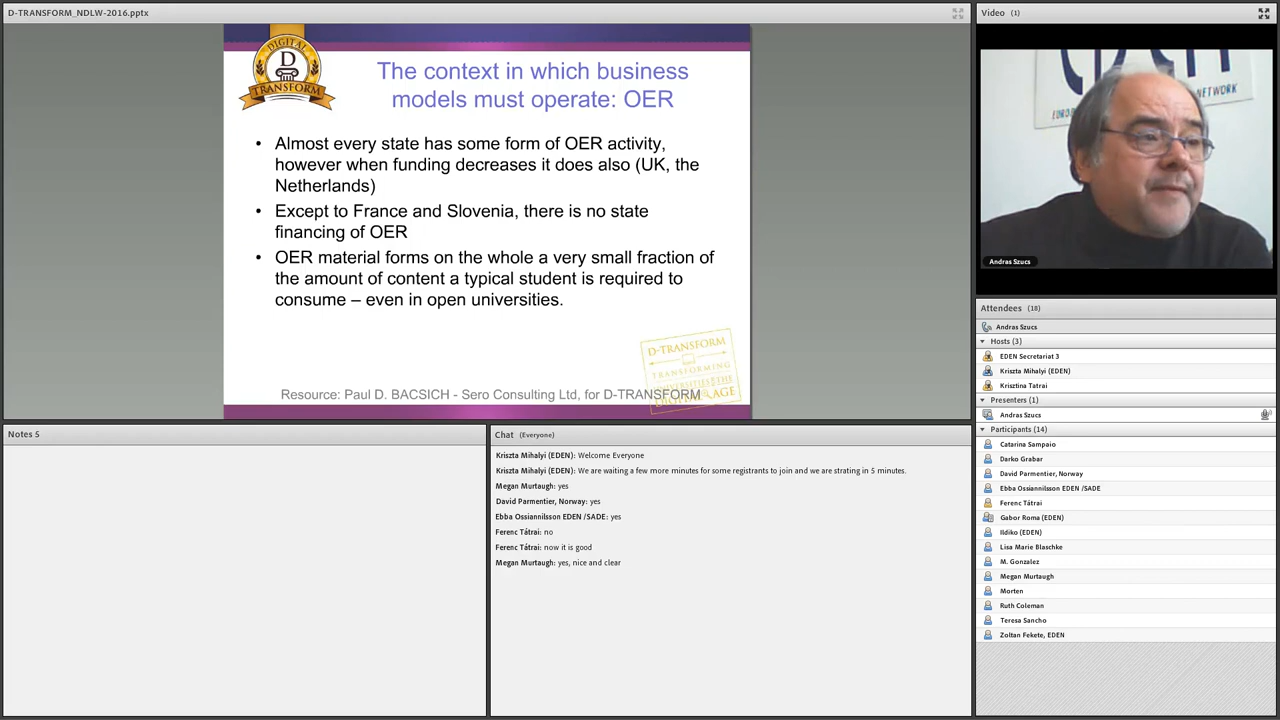 D-TRANSFORM_NDLW-2016.pptx
DIGITAL
D
TRANSFORM
The context in which business
models must operate: OER
• Almost every state has some form of OER activity,
however when funding decreases it does also (UK, the
Netherlands)
• Except to France and Slovenia, there is no state
financing of OER
• OER material forms on the whole a very small fraction of
the amount of content a typical student is required to
consume – even in open universities.
D-TRANSFORM
TRANSFORMING
UNIVERSITIES
DIGITAL AGE
Resource: Paul D. BACSICH - Sero Consulting Ltd, for D-TRANSFORM
Video (1)
NETWORK
Andras Szucs
Attendees (18)
Andras Szucs
Hosts (3)
EDEN Secretariat 3
Kriszta Mihalyi (EDEN)
Krisztina Tatrai
Presenters (1)
Andras Szucs
Participants (14)
Catarina Sampaio
Darko Grabar
David Parmentier, Norway
Ebba Ossiannilsson EDEN /SADE
Ferenc Tátrai
Gabor Roma (EDEN)
Ildiko (EDEN)
Lisa Marie Blaschke
M. Gonzalez
Megan Murtaugh
Morten
Ruth Coleman
Teresa Sancho
Zoltan Fekete, EDEN
Notes 5
Chat (Everyone)
Kriszta Mihalyi (EDEN): Welcome Everyone
Kriszta Mihalyi (EDEN): We are waiting a few more minutes for some registrants to join and we are strating in 5 minutes.
Megan Murtaugh: yes
David Parmentier, Norway: yes
Ebba Ossiannilsson EDEN /SADE: yes
Ferenc Tátrai: no
Ferenc Tátrai: now it is good
Megan Murtaugh: yes, nice and clear